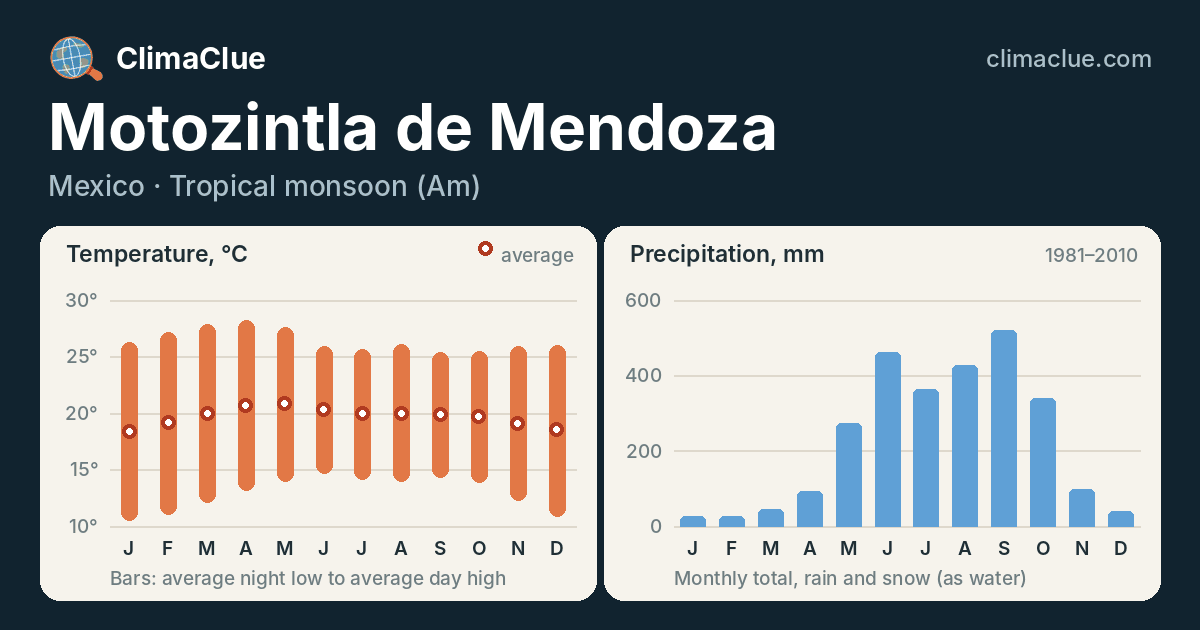 ClimaClue
climaclue.com
Motozintla de Mendoza
Mexico · Tropical monsoon (Am)
Temperature, °C
average
30°
25°
20°
15°
10°
J F M A M J J A S O N D
Bars: average night low to average day high
Precipitation, mm
1981–2010
600
400
200
0
J F M A M J J A S O N D
Monthly total, rain and snow (as water)